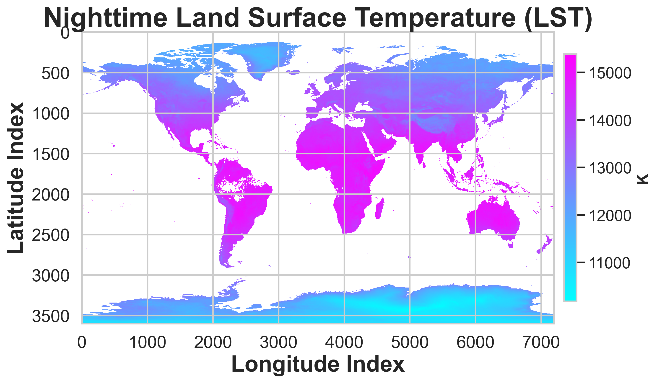 Nighttime Land Surface Temperature (LST)
0
500
1000
1500
2000
2500
3000
3500
Latitude Index
0 1000 2000 3000 4000 5000 6000 7000
Longitude Index
15000
14000
13000
12000
11000
K